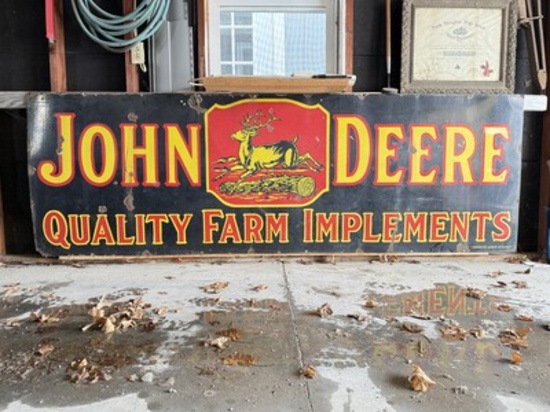 JOHN DEERE
QUALITY FARM IMPLEMENTS